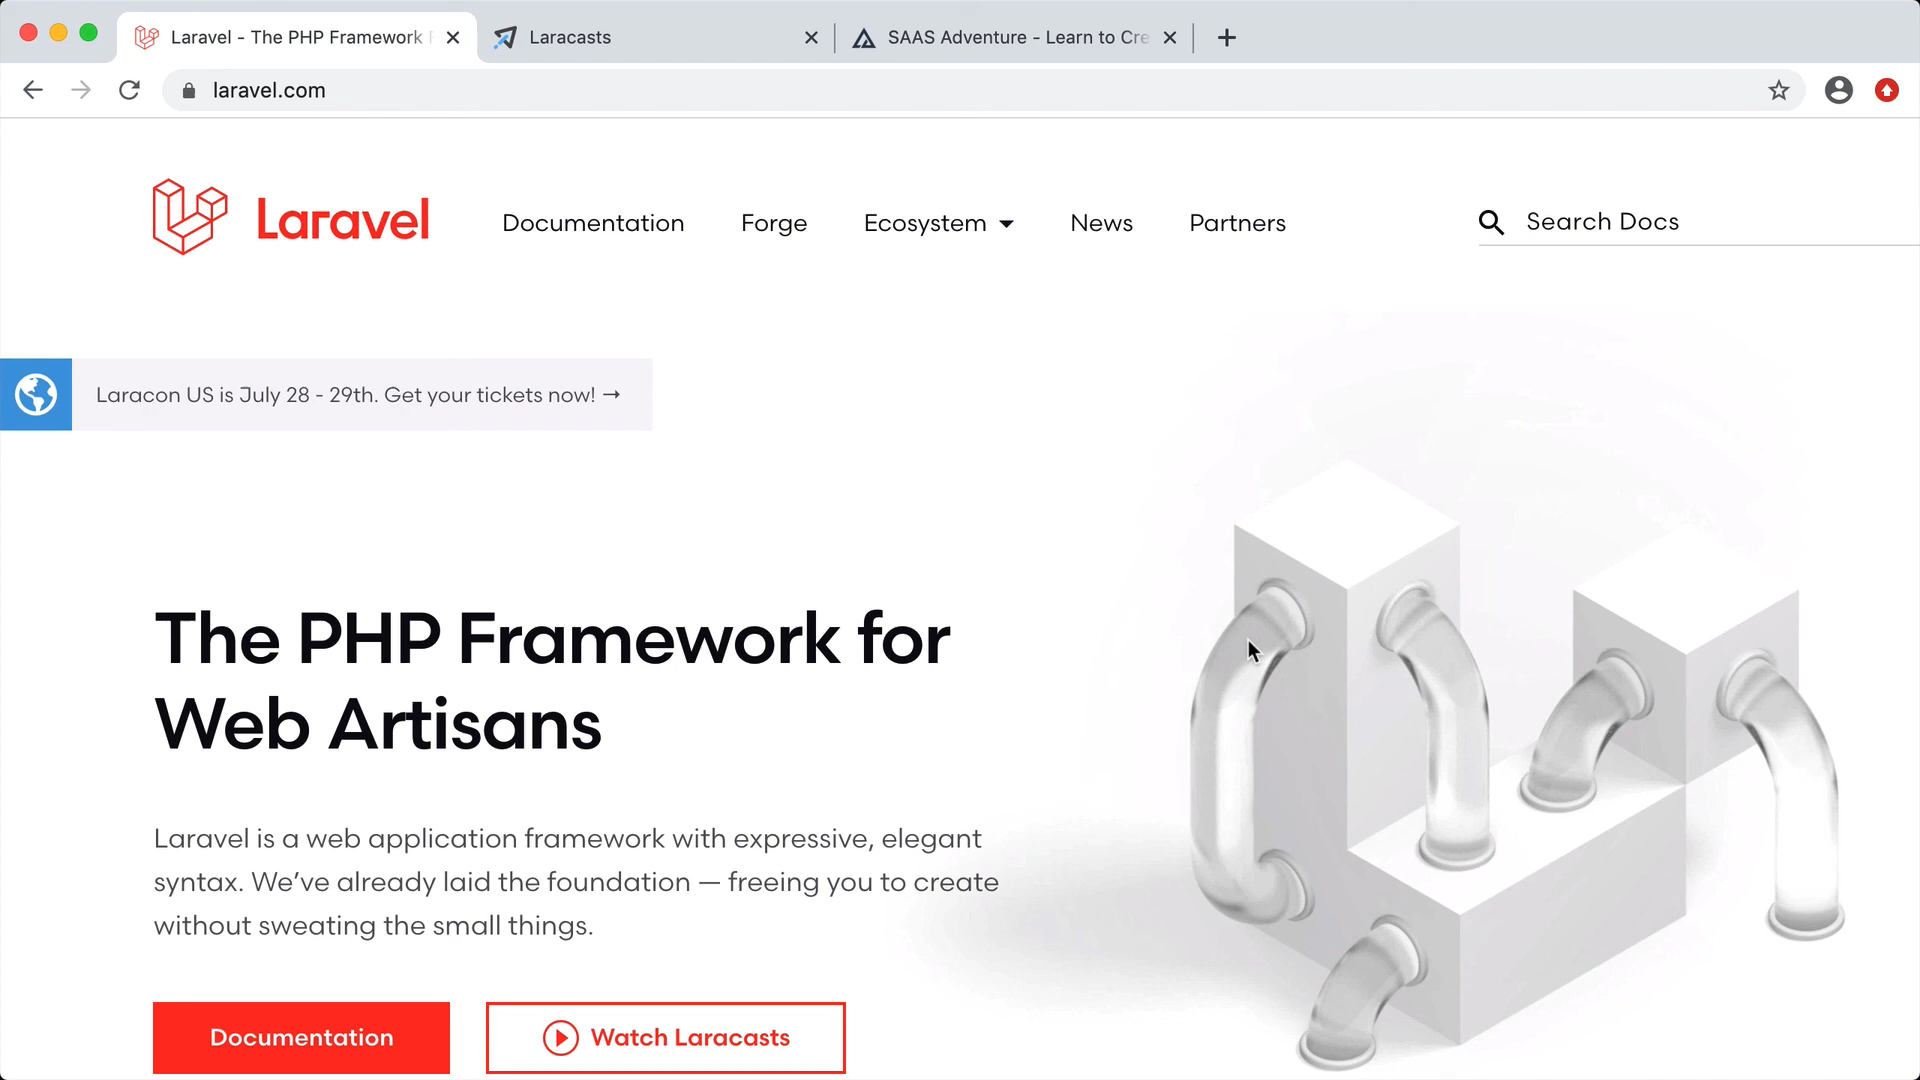 Laravel - The PHP Framework
Laracasts
SAAS Adventure - Learn to Cre
laravel.com
Laravel
Documentation
Forge
Ecosystem
News
Partners
Search Docs
Laracon US is July 28 - 29th. Get your tickets now! →
The PHP Framework for
Web Artisans
Laravel is a web application framework with expressive, elegant
syntax. We’ve already laid the foundation — freeing you to create
without sweating the small things.
Documentation
Watch Laracasts